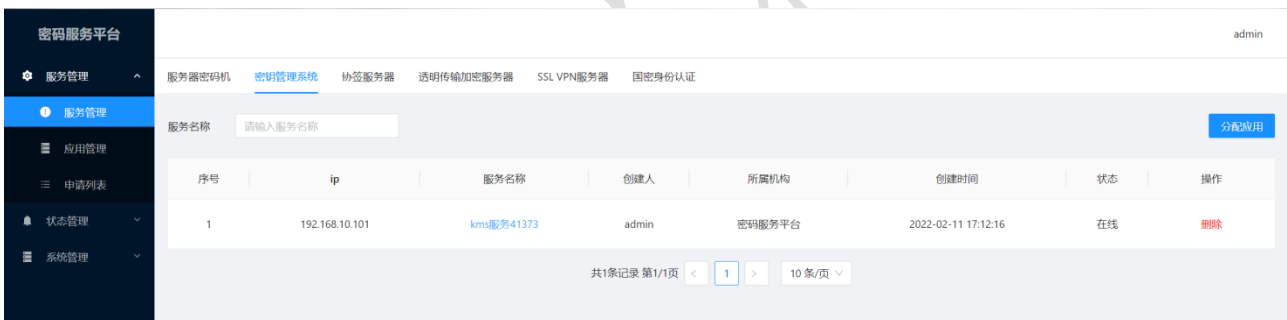 密码服务平台
admin
服务管理
服务器密码机 密钥管理系统 协签服务器 透明传输加密服务器 SSL VPN服务器 国密身份认证
服务管理
服务名称 请输入服务名称 分配应用
应用管理
申请列表
序号 ip 服务名称 创建人 所属机构 创建时间 状态 操作
状态管理
1 192.168.10.101 kms服务41373 admin 密码服务平台 2022-02-11 17:12:16 在线 删除
系统管理
共1条记录 第1/1页 < 1 > 10 条/页